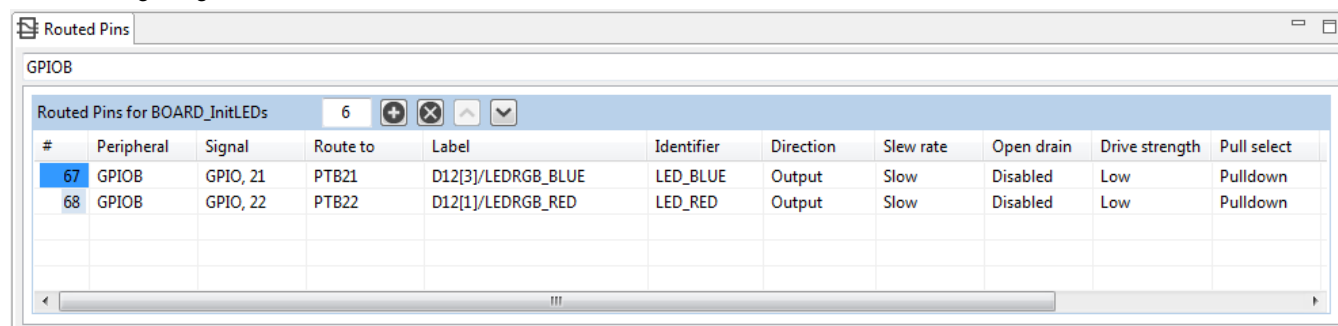 Routed Pins
GPIOB
Routed Pins for BOARD_InitLEDs 6
# Peripheral Signal Route to Label Identifier Direction Slew rate Open drain Drive strength Pull select
67 GPIOB GPIO, 21 PTB21 D12[3]/LEDRGB_BLUE LED_BLUE Output Slow Disabled Low Pulldown
68 GPIOB GPIO, 22 PTB22 D12[1]/LEDRGB_RED LED_RED Output Slow Disabled Low Pulldown